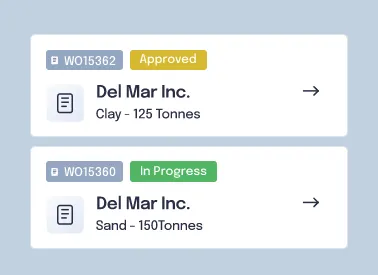 WO15362 Approved
Del Mar Inc.
Clay - 125 Tonnes
WO15360 In Progress
Del Mar Inc.
Sand - 150Tonnes